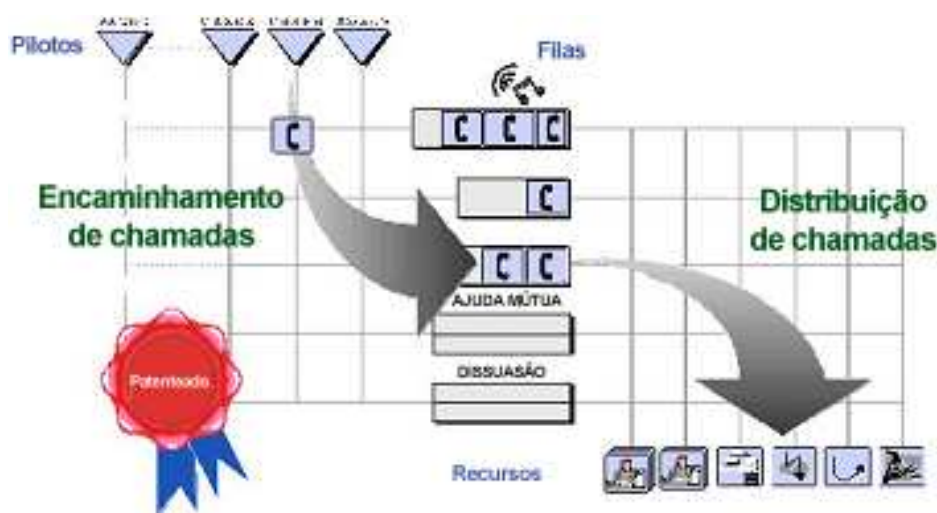 Pilotos
Filas
Encaminhamento
de chamadas
Distribuição
de chamadas
AJUDA MÚTUA
DISSUASÃO
Patenteado
Recursos